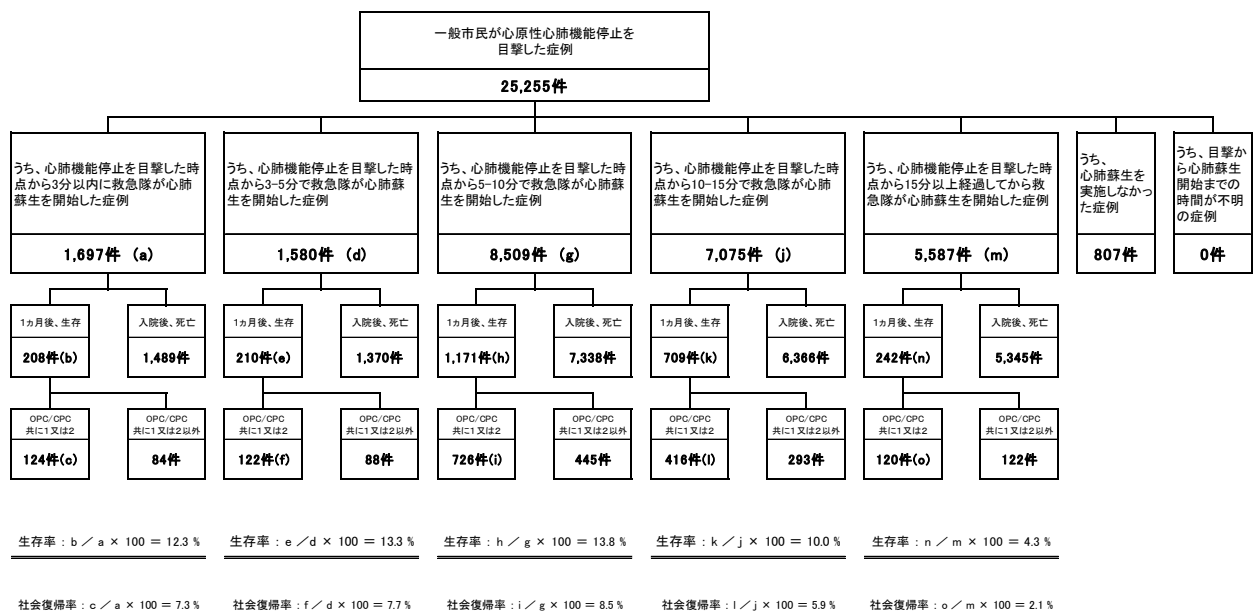 一般市民が心原性心肺機能停止を
目撃した症例
25,255件
うち、心肺機能停止を目撃した時
点から3分以内に救急隊が心肺
蘇生を開始した症例
1,697件 (a)
うち、心肺機能停止を目撃した時
点から3-5分で救急隊が心肺蘇
生を開始した症例
1,580件 (d)
うち、心肺機能停止を目撃した時
点から5-10分で救急隊が心肺蘇
生を開始した症例
8,509件 (g)
うち、心肺機能停止を目撃した時
点から10-15分で救急隊が心肺
蘇生を開始した症例
7,075件 (j)
うち、心肺機能停止を目撃した時
点から15分以上経過してから救
急隊が心肺蘇生を開始した症例
5,587件 (m)
うち、
心肺蘇生を
実施しなかっ
た症例
807件
うち、目撃か
ら心肺蘇生
開始までの
時間が不明
の症例
0件
1ヵ月後、生存
208件(b)
入院後、死亡
1,489件
1ヵ月後、生存
210件(e)
入院後、死亡
1,370件
1ヵ月後、生存
1,171件(h)
入院後、死亡
7,338件
1ヵ月後、生存
709件(k)
入院後、死亡
6,366件
1ヵ月後、生存
242件(n)
入院後、死亡
5,345件
OPC/CPC
共に1又は2
124件(c)
OPC/CPC
共に1又は2以外
84件
OPC/CPC
共に1又は2
122件(f)
OPC/CPC
共に1又は2以外
88件
OPC/CPC
共に1又は2
726件(i)
OPC/CPC
共に1又は2以外
445件
OPC/CPC
共に1又は2
416件(l)
OPC/CPC
共に1又は2以外
293件
OPC/CPC
共に1又は2
120件(o)
OPC/CPC
共に1又は2以外
122件
生存率：b ／ a × 100 ＝ 12.3 %
生存率：e ／d × 100 ＝ 13.3 %
生存率：h ／ g × 100 ＝ 13.8 %
生存率：k ／ j × 100 ＝ 10.0 %
生存率：n ／ m × 100 ＝ 4.3 %
社会復帰率：c ／ a × 100 ＝ 7.3 %
社会復帰率：f ／ d × 100 ＝ 7.7 %
社会復帰率：i ／ g × 100 ＝ 8.5 %
社会復帰率：l ／ j × 100 ＝ 5.9 %
社会復帰率：o ／ m × 100 ＝ 2.1 %